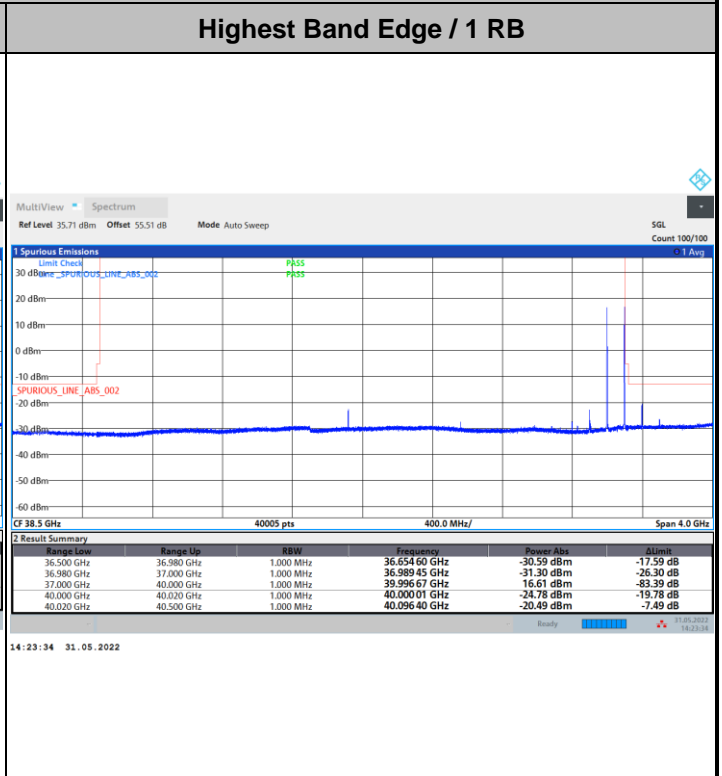 Highest Band Edge / 1 RB
MultiView Spectrum
Ref Level 35.71 dBm Offset 55.51 dB Mode Auto Sweep SGL
Count 100/100
1 Spurious Emissions 1 Avg
Limit Check PASS
30 dBm Line _SPURIOUS_LINE_ABS_002 PASS
20 dBm
10 dBm
0 dBm
-10 dBm
_SPURIOUS_LINE_ABS_002
-20 dBm
-30 dBm
-40 dBm
-50 dBm
-60 dBm
CF 38.5 GHz 40005 pts 400.0 MHz/ Span 4.0 GHz
2 Result Summary
Range Low Range Up RBW Frequency Power Abs ΔLimit
36.500 GHz 36.980 GHz 1.000 MHz 36.654 60 GHz -30.59 dBm -17.59 dB
36.980 GHz 37.000 GHz 1.000 MHz 36.989 45 GHz -31.30 dBm -26.30 dB
37.000 GHz 40.000 GHz 1.000 MHz 39.996 67 GHz 16.61 dBm -83.39 dB
40.000 GHz 40.020 GHz 1.000 MHz 40.000 01 GHz -24.78 dBm -19.78 dB
40.020 GHz 40.500 GHz 1.000 MHz 40.096 40 GHz -20.49 dBm -7.49 dB
Ready 31.05.2022
14:23:34
14:23:34 31.05.2022